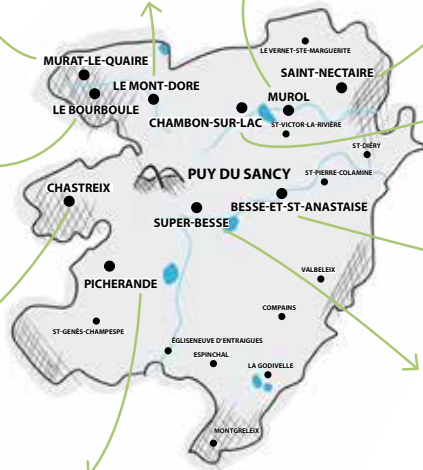 LE VERNET-STE-MARGUERITE
MURAT-LE-QUAIRE
SAINT-NECTAIRE
LE MONT-DORE
LE BOURBOULE
MUROL
CHAMBON-SUR-LAC
ST-VICTOR-LA-RIVIÈRE
ST-DIÉRY
PUY DU SANCY
ST-PIERRE-COLAMINE
CHASTREIX
BESSE-ET-ST-ANASTAISE
SUPER-BESSE
VALBELEIX
PICHERANDE
COMPAINS
ST-GENÈS-CHAMPESPE
ÉGLISENEUVE D'ENTRAIGUES
ESPINCHAL
LA GODIVELLE
MONTGRELEIX